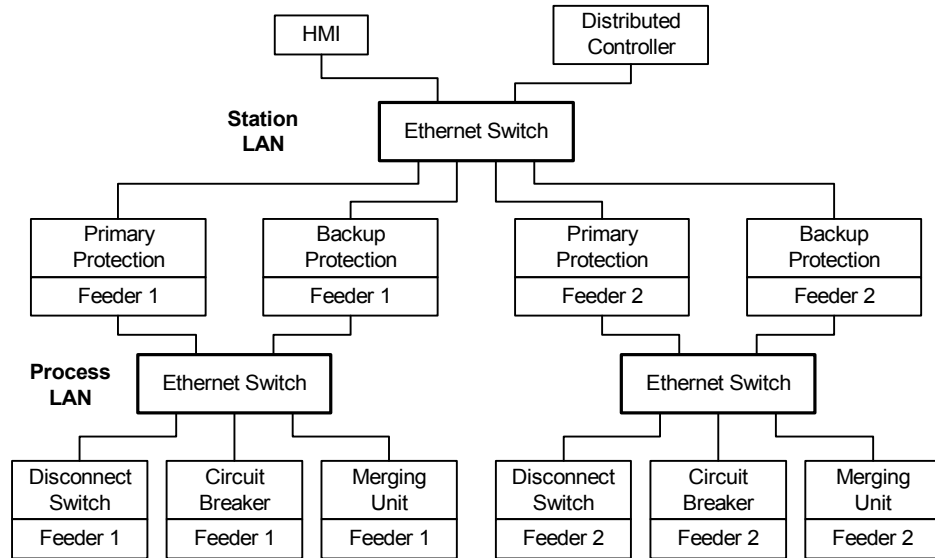 HMI
Distributed
Controller
Station
LAN
Ethernet Switch
Primary
Protection
Feeder 1
Backup
Protection
Feeder 1
Primary
Protection
Feeder 2
Backup
Protection
Feeder 2
Process
LAN
Ethernet Switch
Ethernet Switch
Disconnect
Switch
Feeder 1
Circuit
Breaker
Feeder 1
Merging
Unit
Feeder 1
Disconnect
Switch
Feeder 2
Circuit
Breaker
Feeder 2
Merging
Unit
Feeder 2